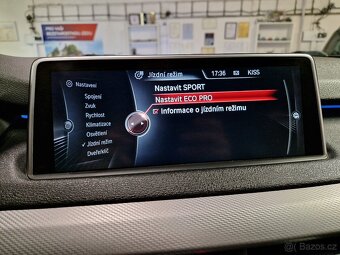 Jízdní režim
17:36
KISS
Nastavení
Spojení
Zvuk
Rychlost
Klimatizace
Osvětlení
Jízdní režim
Dveře/klíč
Nastavit SPORT
Nastavit ECO PRO
Informace o jízdním režimu
Bazoš.cz